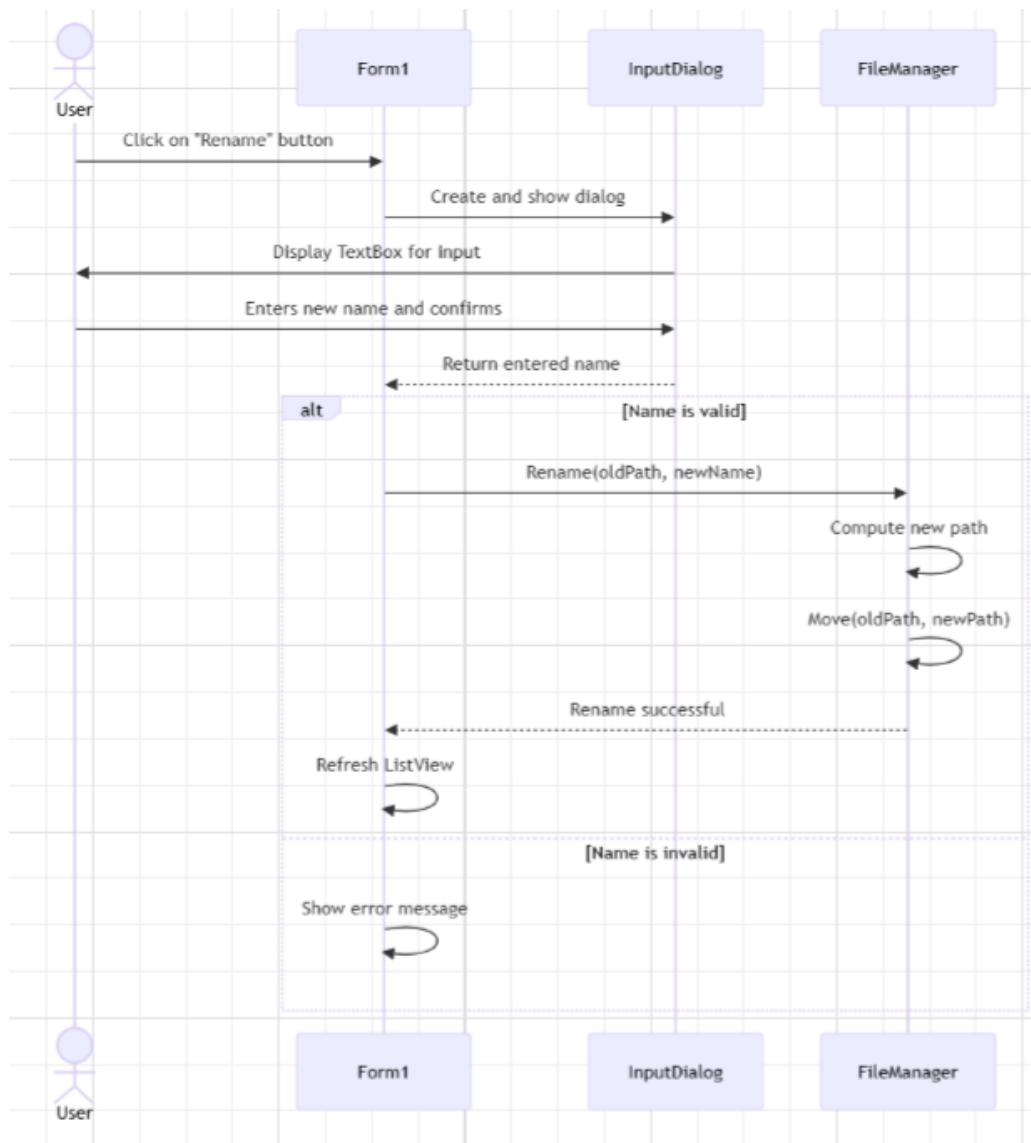 Form1
InputDialog
FileManager
User
Click on "Rename" button
Create and show dialog
Display TextBox for input
Enters new name and confirms
Return entered name
alt
[Name is valid]
Rename(oldPath, newName)
Compute new path
Move(oldPath, newPath)
Rename successful
Refresh ListView
[Name is invalid]
Show error message
Form1
InputDialog
FileManager
User